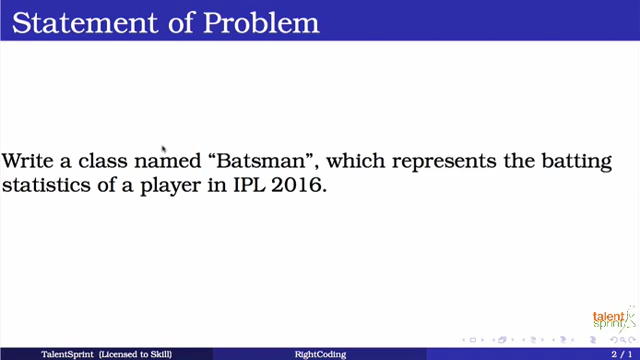 Statement of Problem
Write a class named “Batsman”, which represents the batting
statistics of a player in IPL 2016.
talent
sprint
TalentSprint (Licensed to Skill)
RightCoding
2 / 1